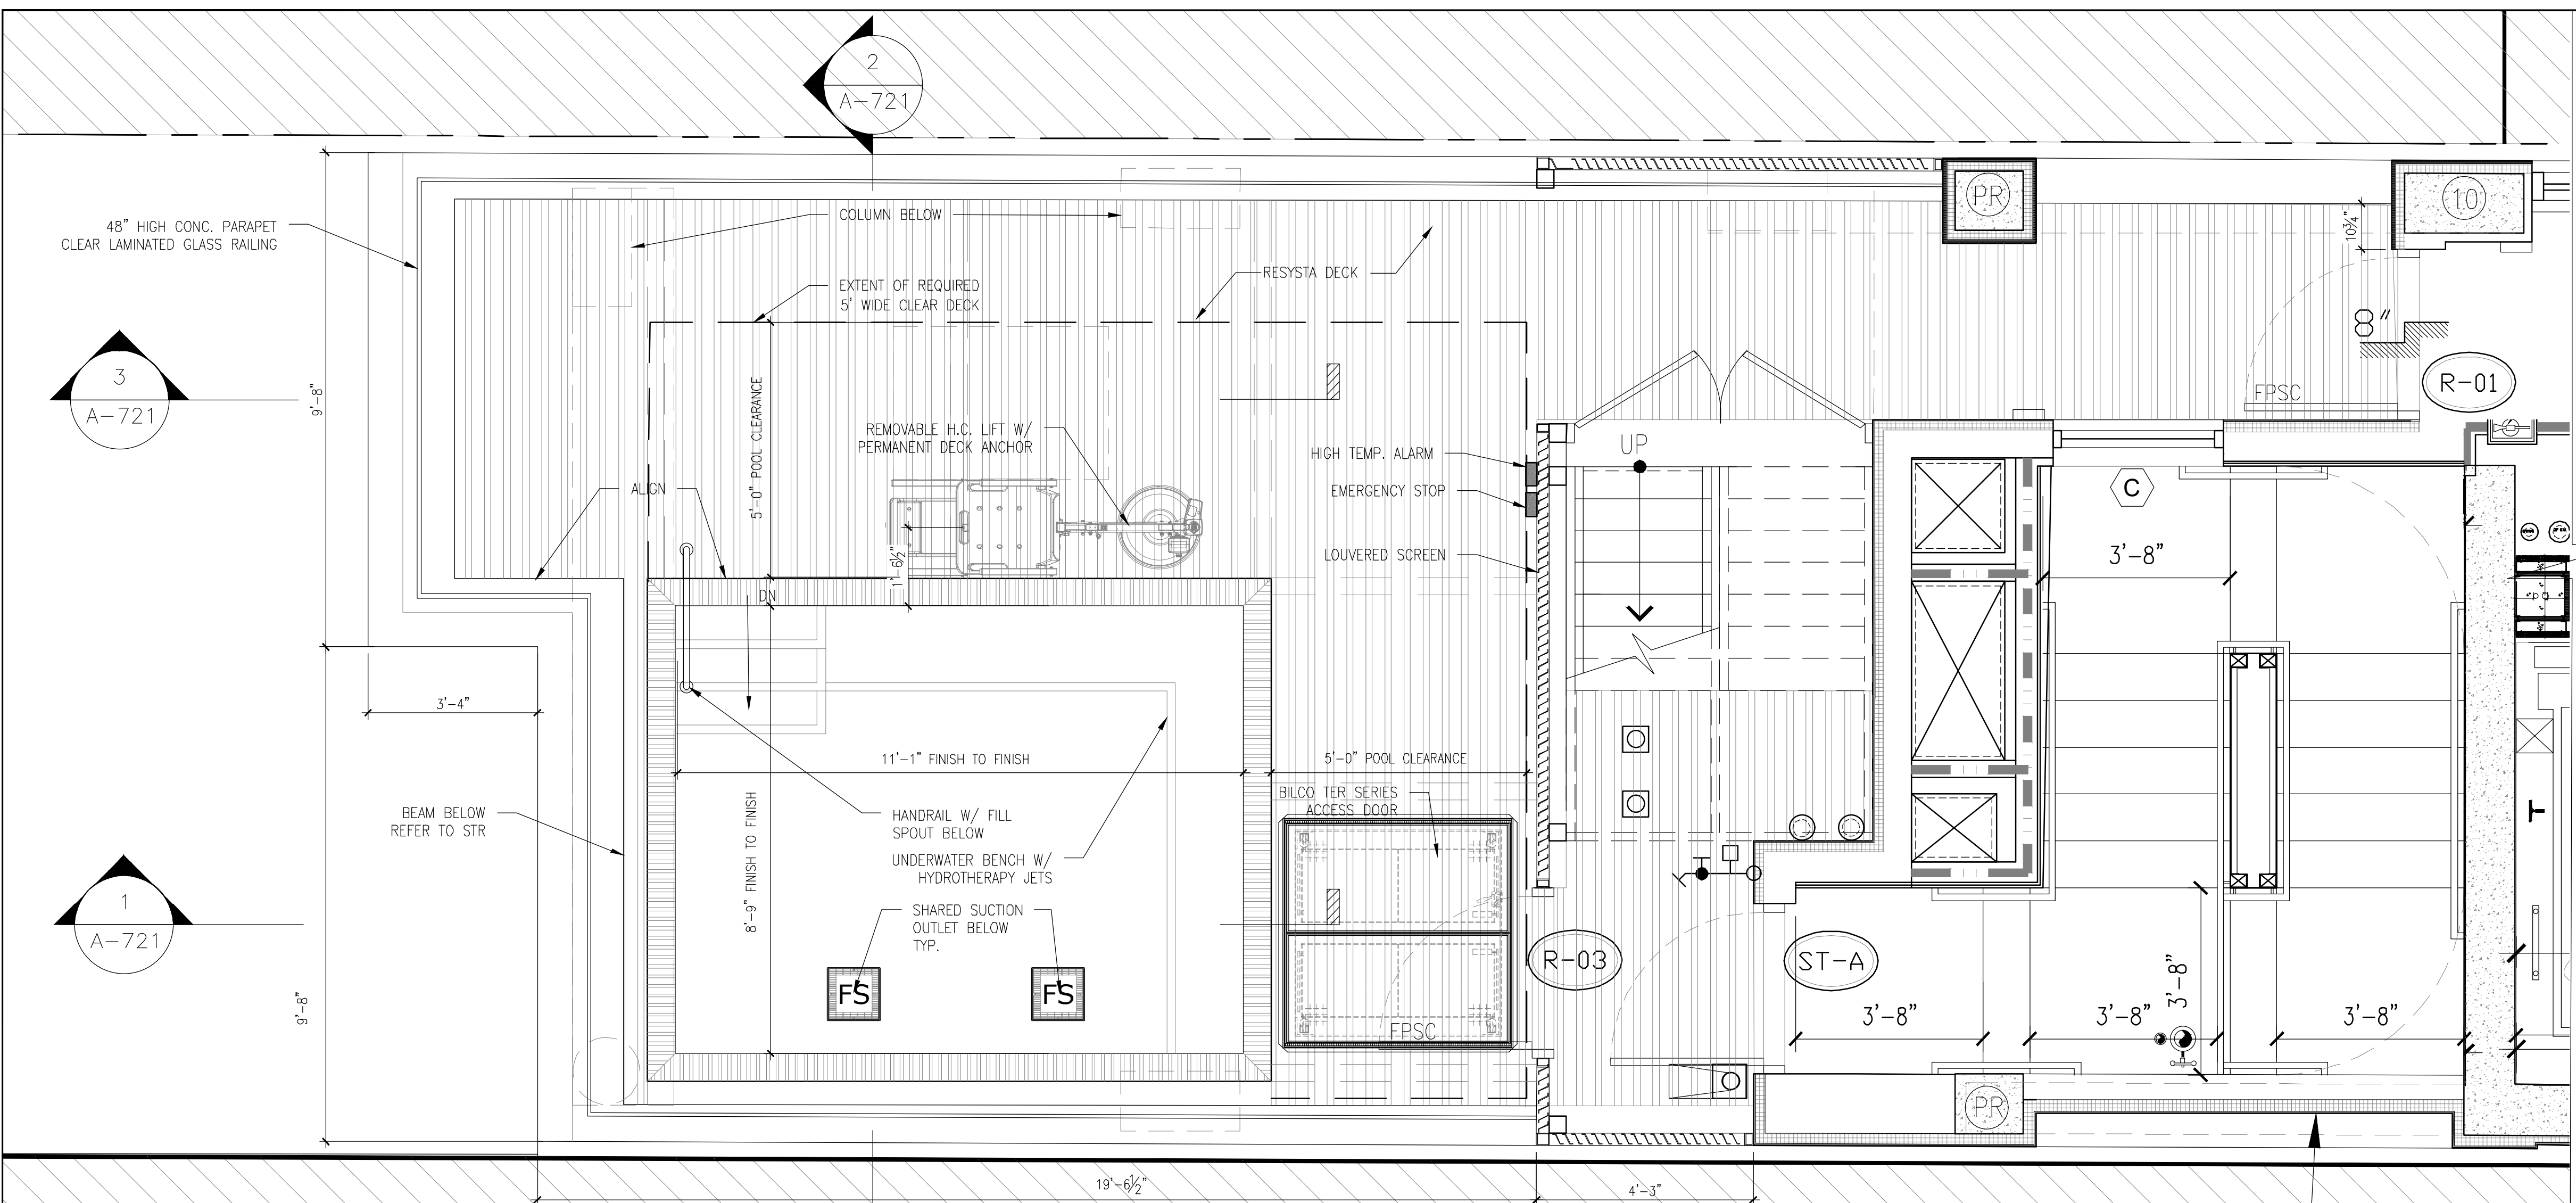 2
A-721
48" HIGH CONC. PARAPET
CLEAR LAMINATED GLASS RAILING
COLUMN BELOW
PR
10
10¾"
EXTENT OF REQUIRED
5' WIDE CLEAR DECK
RESYSTA DECK
8"
3
A-721
9'-8"
5'-0" POOL CLEARANCE
R-01
FPSC
REMOVABLE H.C. LIFT W/
PERMANENT DECK ANCHOR
HIGH TEMP. ALARM
UP
EMERGENCY STOP
ALIGN
C
1'-6½"
LOUVERED SCREEN
3'-8"
DN
3'-4"
11'-1" FINISH TO FINISH
5'-0" POOL CLEARANCE
BILCO TER SERIES
ACCESS DOOR
BEAM BELOW
REFER TO STR
HANDRAIL W/ FILL
SPOUT BELOW
8'-9" FINISH TO FINISH
UNDERWATER BENCH W/
HYDROTHERAPY JETS
1
A-721
SHARED SUCTION
OUTLET BELOW
TYP.
R-03
ST-A
FS
FS
3'-8"
9'-8"
FPSC
3'-8"
3'-8"
3'-8"
PR
19'-6½"
4'-3"